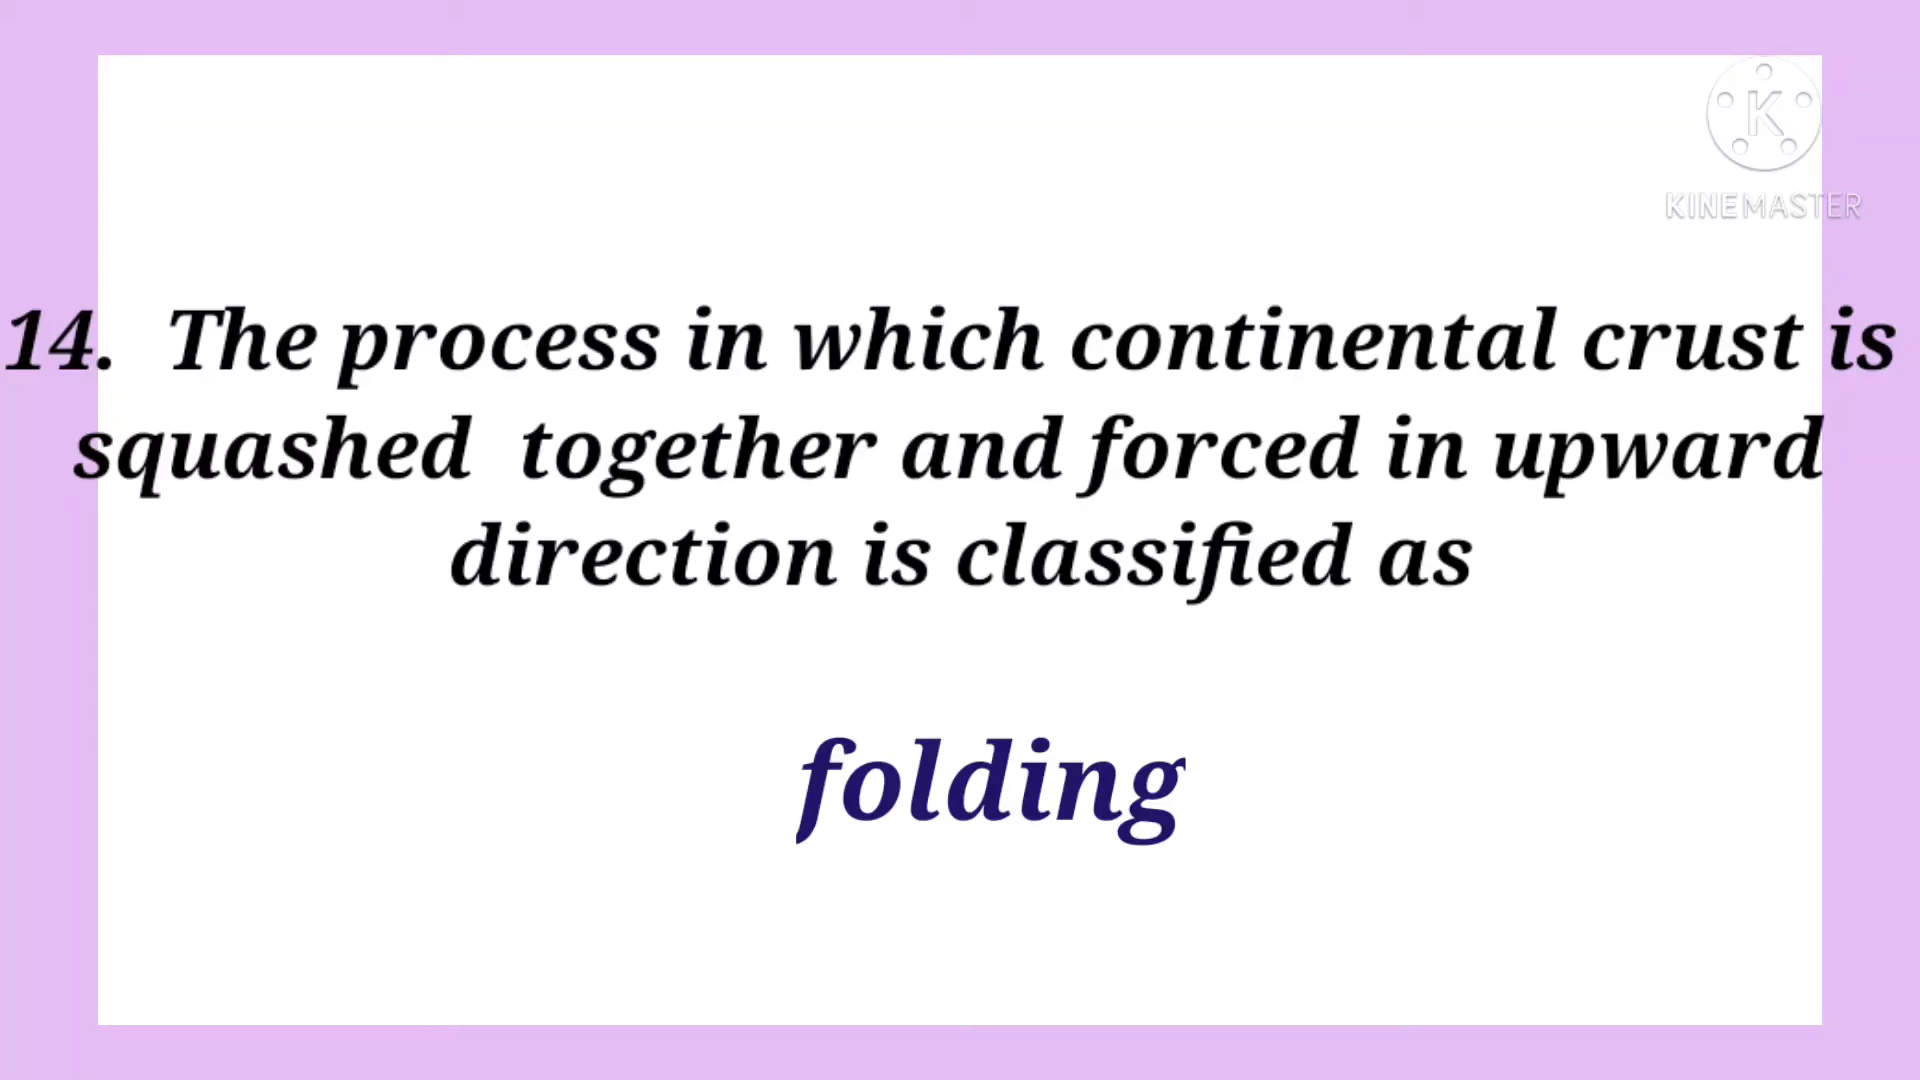 K
KINEMASTER
14.  The process in which continental crust is
squashed  together and forced in upward
direction is classified as
folding